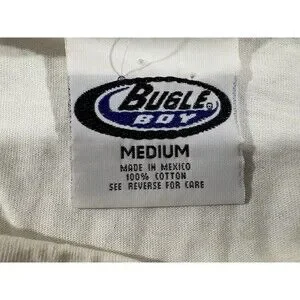 BUGLE®
BOY
MEDIUM
MADE IN MEXICO
100% COTTON
SEE REVERSE FOR CARE